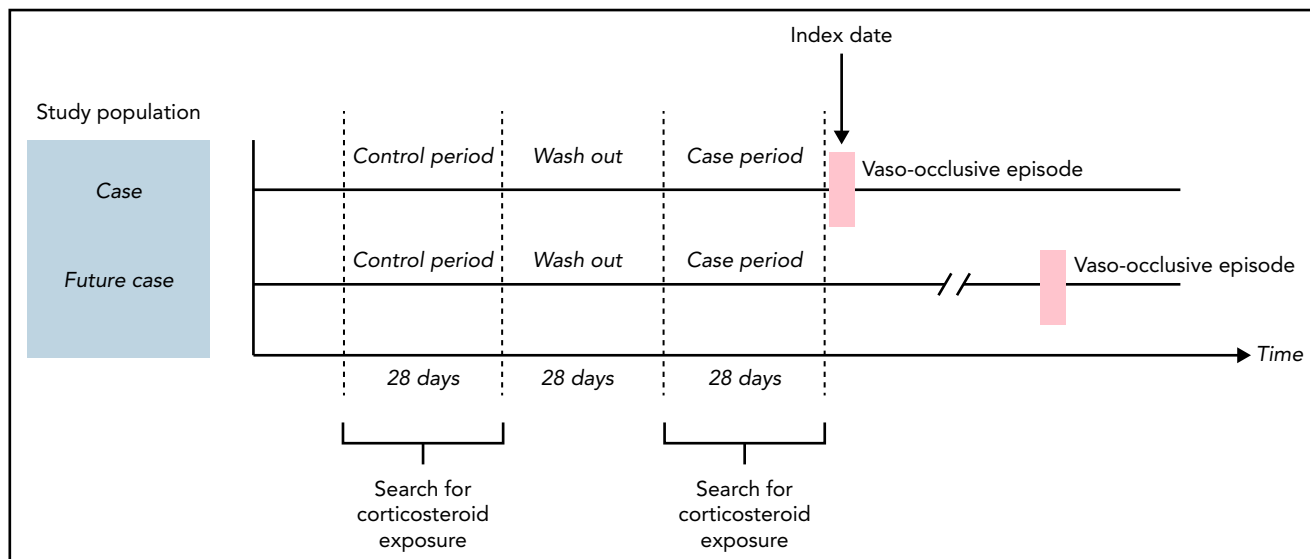 Index date
Study population
Control period Wash out Case period
Case
Vaso-occlusive episode
Control period Wash out Case period
Future case
Vaso-occlusive episode
Time
28 days 28 days 28 days
Search for
corticosteroid
exposure
Search for
corticosteroid
exposure